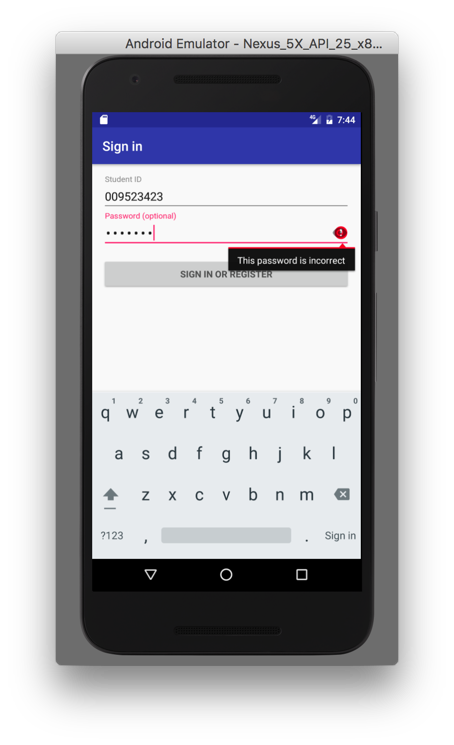 Android Emulator - Nexus_5X_API_25_x8...
4G 7:44
Sign in
Student ID
009523423
Password (optional)
•••••••
This password is incorrect
SIGN IN OR REGISTER
1 2 3 4 5 6 7 8 9 0
q w e r t y u i o p
a s d f g h j k l
z x c v b n m
?123 , . Sign in